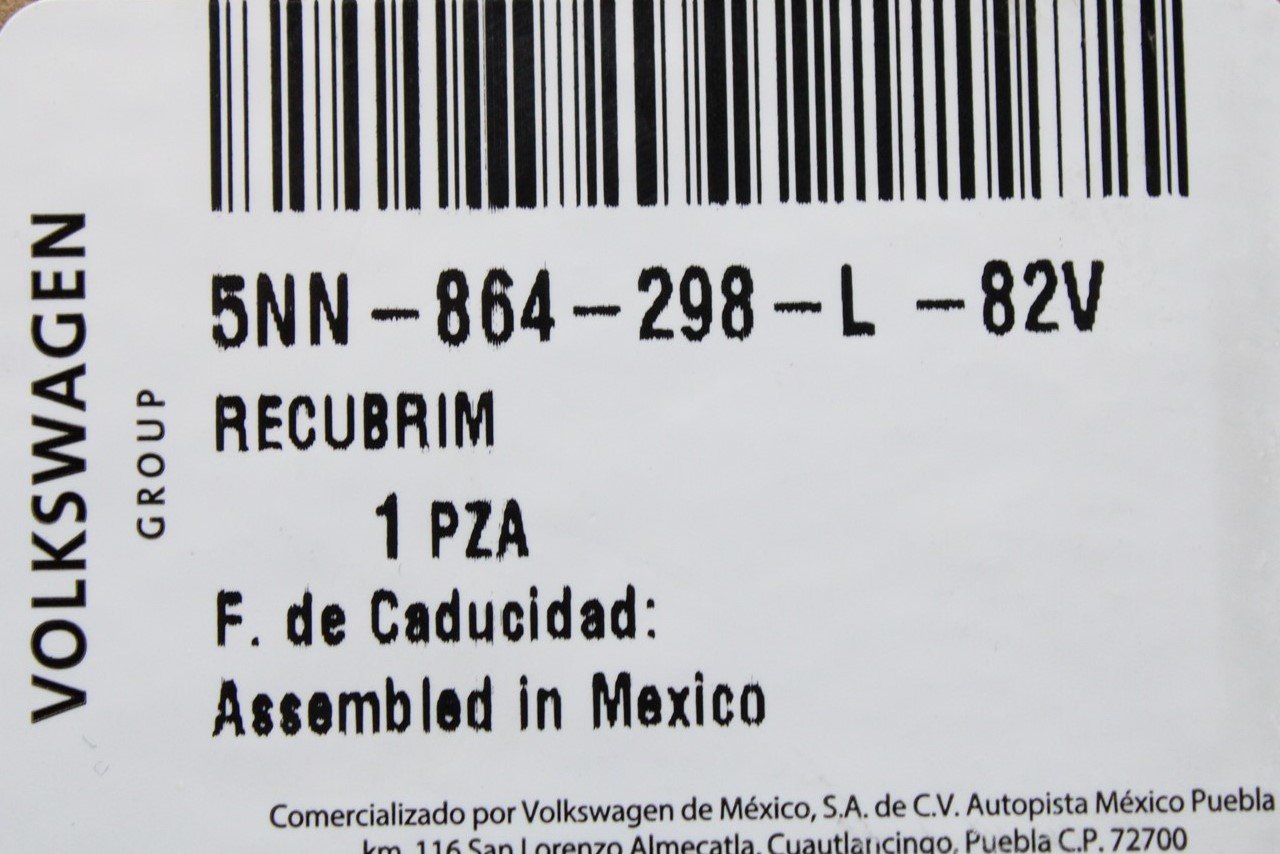 VOLKSWAGEN
GROUP
5NN-864-298-L -82V
RECUBRIM
1 PZA
F. de Caducidad:
Assembled in Mexico
Comercializado por Volkswagen de México, S.A. de C.V. Autopista México Puebla
km. 116 San Lorenzo Almecatla, Cuautlancingo, Puebla C.P. 72700